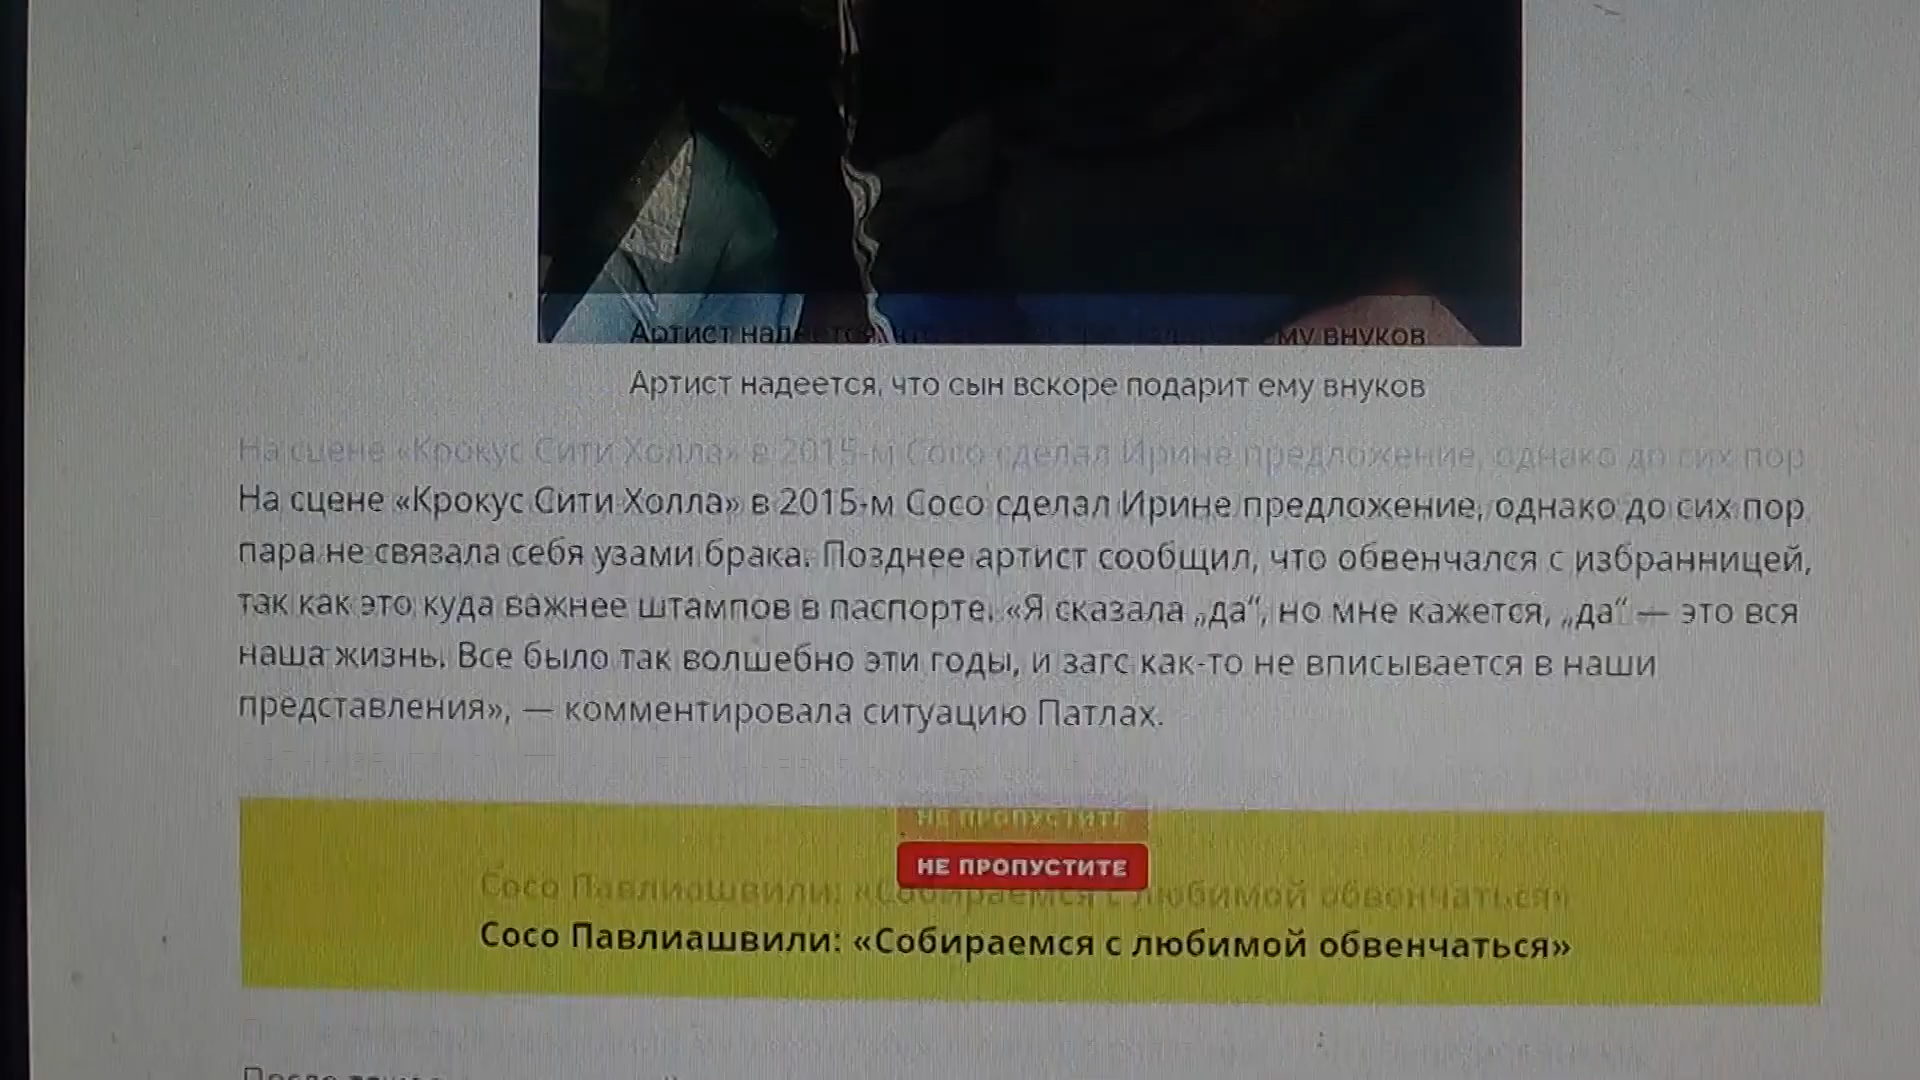 Артист надеется, что сын вскоре подарит ему внуков
На сцене «Крокус Сити Холла» в 2015-м Сосо сделал Ирине предложение, однако до сих пор
пара не связала себя узами брака. Позднее артист сообщил, что обвенчался с избранницей,
так как это куда важнее штампов в паспорте. «Я сказала „да“, но мне кажется, „да“ — это вся
наша жизнь. Все было так волшебно эти годы, и загс как-то не вписывается в наши
представления», — комментировала ситуацию Патлах.
НЕ ПРОПУСТИТЕ
Сосо Павлиашвили: «Собираемся с любимой обвенчаться»